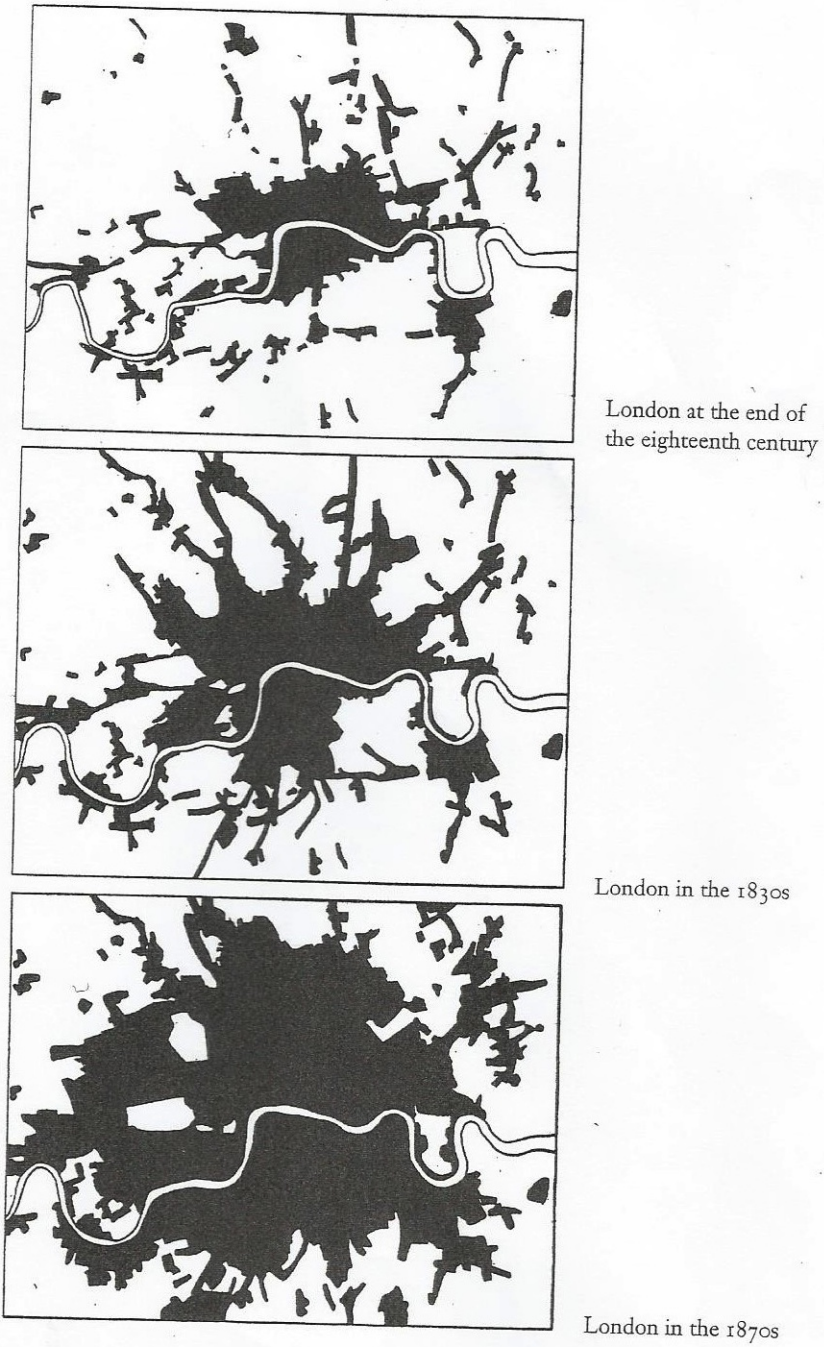 London at the end of
the eighteenth century
London in the 1830s
London in the 1870s